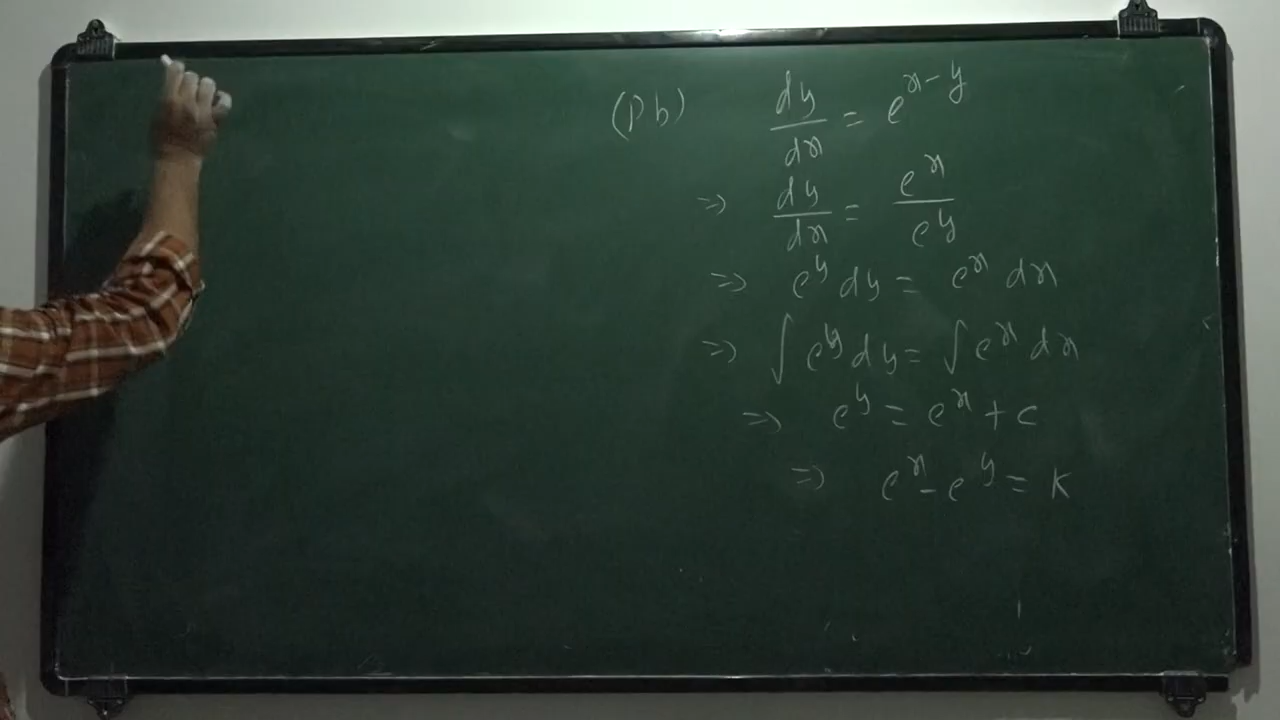 (Pb) dy/dx = e^{x-y}
=> dy/dx = e^x/e^y
=> e^y dy = e^x dx
=> ∫ e^y dy = ∫ e^x dx
=> e^y = e^x + c
=> e^x - e^y = k